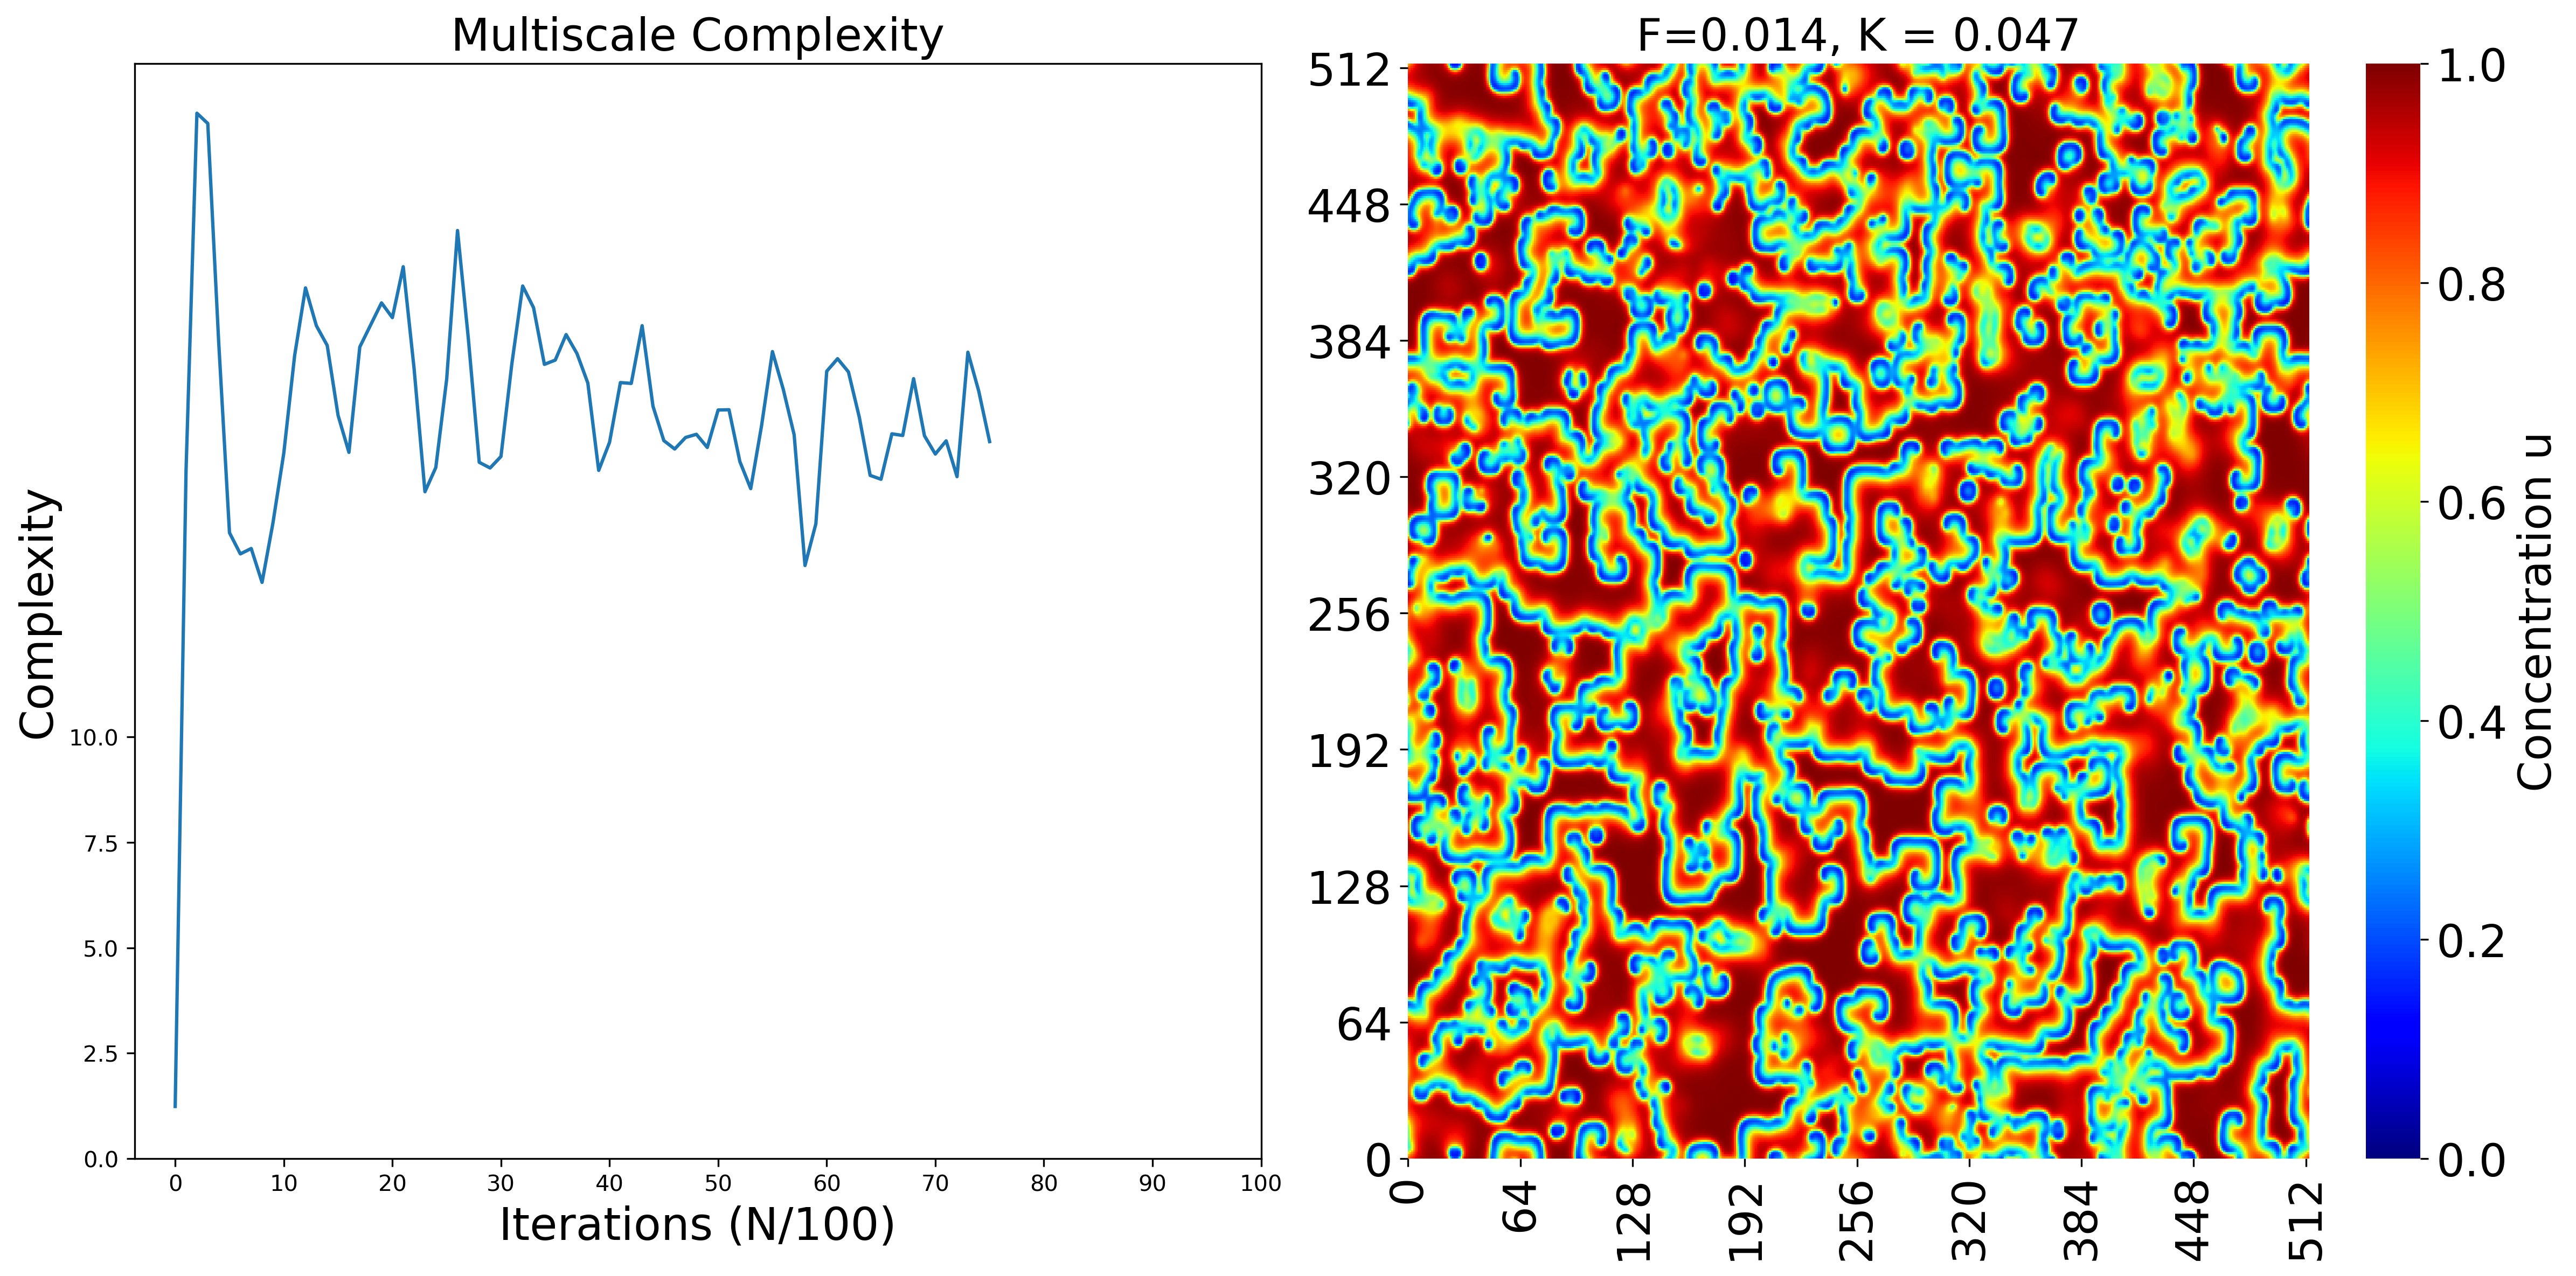 Multiscale Complexity
Complexity
10.0
7.5
5.0
2.5
0.0
0 10 20 30 40 50 60 70 80 90 100
Iterations (N/100)
F=0.014, K = 0.047
512
448
384
320
256
192
128
64
0
0 64 128 192 256 320 384 448 512
1.0
0.8
0.6
0.4
0.2
0.0
Concentration u